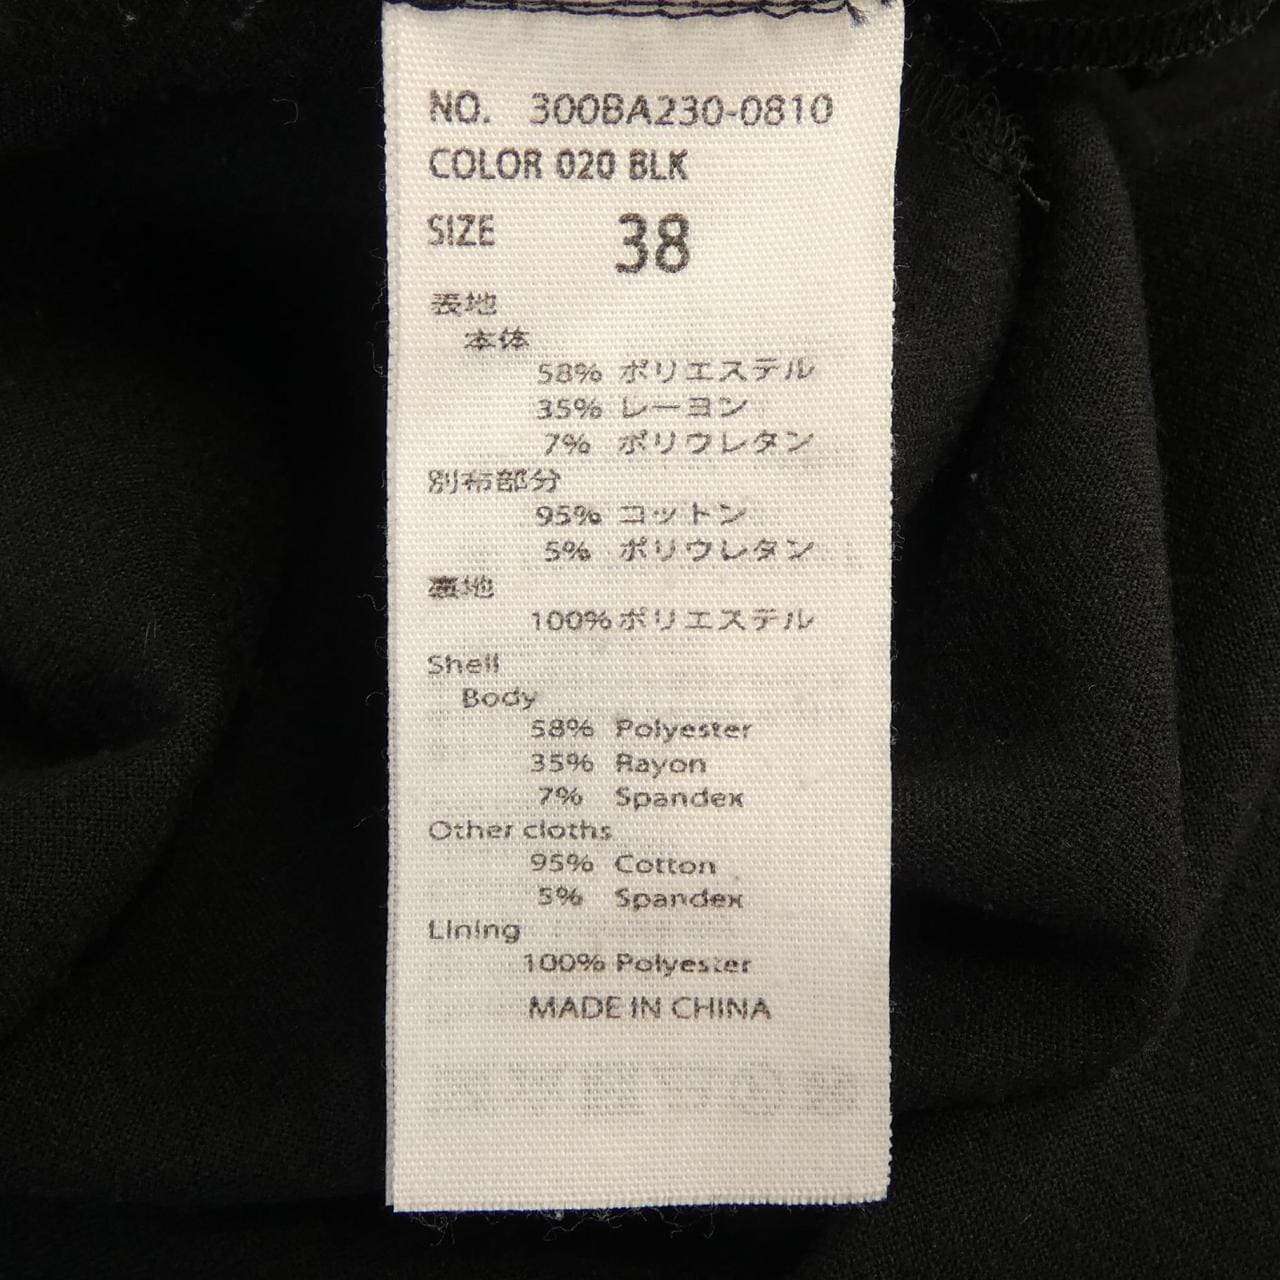 NO. 300BA230-0810
COLOR 020 BLK
SIZE 38
表地
本体
58% ポリエステル
35% レーヨン
7% ポリウレタン
別布部分
95% コットン
5% ポリウレタン
裏地
100% ポリエステル
Shell
Body
58% Polyester
35% Rayon
7% Spandex
Other cloths
95% Cotton
5% Spandex
Lining
100% Polyester
MADE IN CHINA